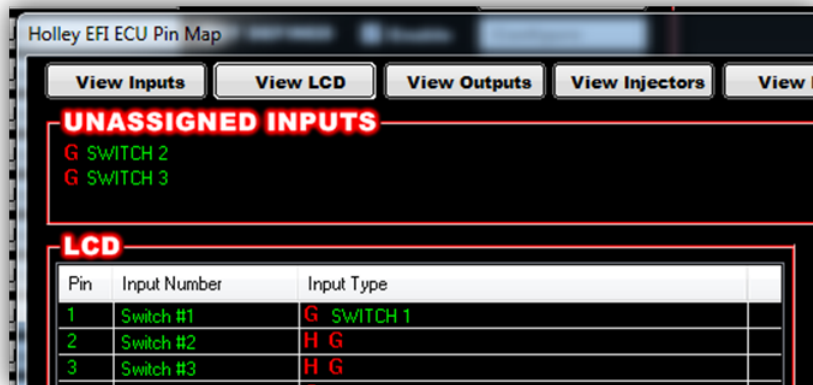 Holley EFI ECU Pin Map
View Inputs View LCD View Outputs View Injectors View
UNASSIGNED INPUTS
G SWITCH 2
G SWITCH 3
LCD
Pin Input Number Input Type
1 Switch #1 G SWITCH 1
2 Switch #2 H G
3 Switch #3 H G